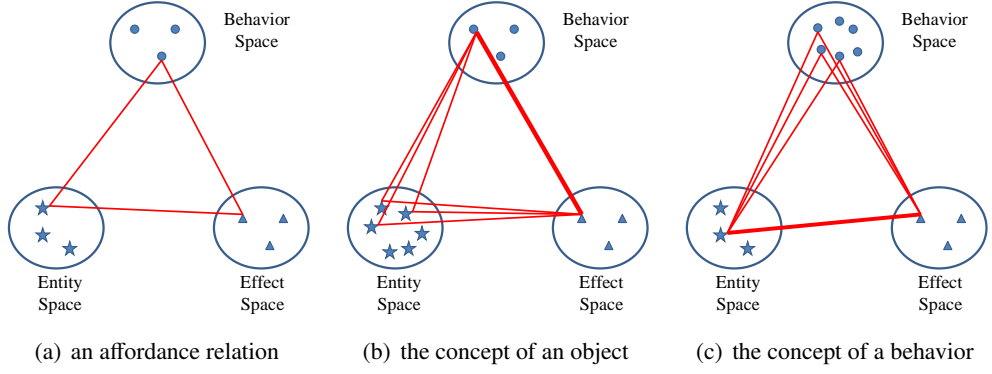 Behavior
Space
Entity
Space
Effect
Space
(a) an affordance relation
Behavior
Space
Entity
Space
Effect
Space
(b) the concept of an object
Behavior
Space
Entity
Space
Effect
Space
(c) the concept of a behavior